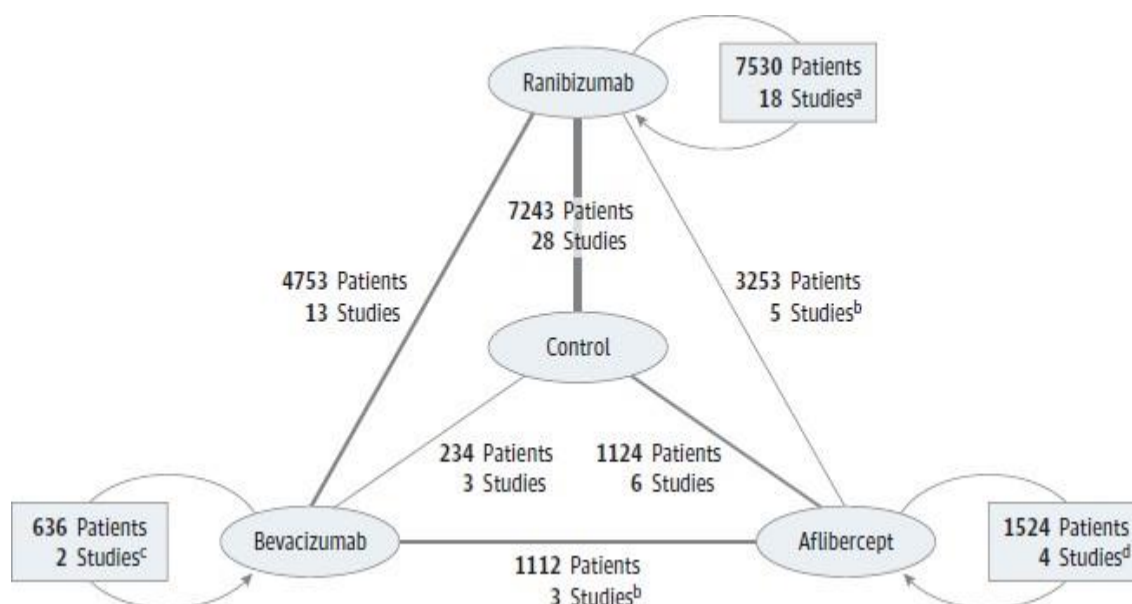 Ranibizumab
7530 Patients
18 Studiesᵃ
7243 Patients
28 Studies
4753 Patients
13 Studies
3253 Patients
5 Studiesᵇ
Control
234 Patients
3 Studies
1124 Patients
6 Studies
636 Patients
2 Studiesᶜ
Bevacizumab
Aflibercept
1524 Patients
4 Studiesᵈ
1112 Patients
3 Studiesᵇ